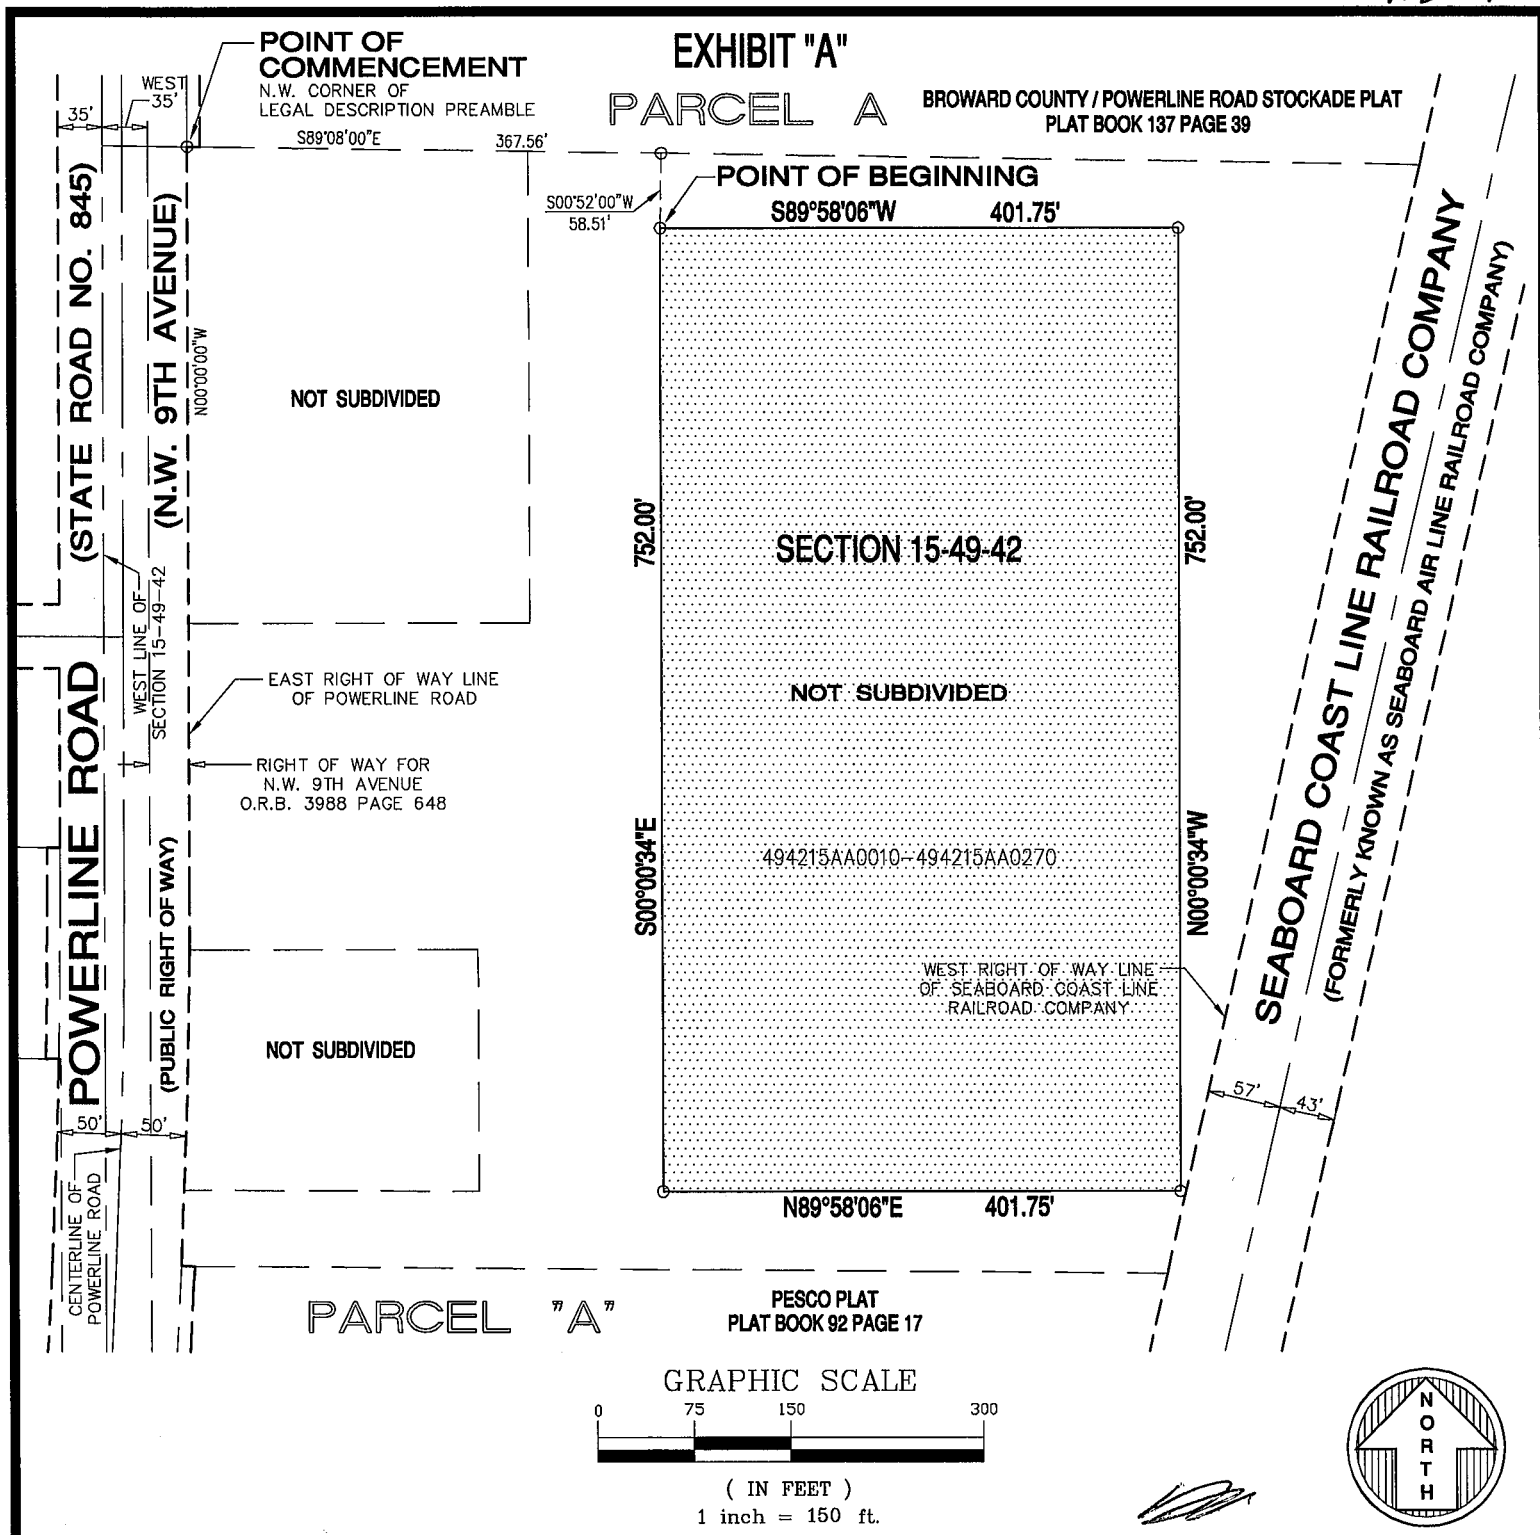 EXHIBIT "A"
POINT OF
COMMENCEMENT
N.W. CORNER OF
LEGAL DESCRIPTION PREAMBLE
WEST
35'
35'
PARCEL A
BROWARD COUNTY / POWERLINE ROAD STOCKADE PLAT
PLAT BOOK 137 PAGE 39
S89°08'00"E
367.56'
POINT OF BEGINNING
S00°52'00"W
58.51'
S89°58'06"W
401.75'
(STATE ROAD NO. 845)
(N.W. 9TH AVENUE)
N00°00'00"W
NOT SUBDIVIDED
752.00'
752.00'
SECTION 15-49-42
WEST LINE OF
SECTION 15-49-42
SEABOARD COAST LINE RAILROAD COMPANY
(FORMERLY KNOWN AS SEABOARD AIR LINE RAILROAD COMPANY)
EAST RIGHT OF WAY LINE
OF POWERLINE ROAD
NOT SUBDIVIDED
POWERLINE ROAD
RIGHT OF WAY FOR
N.W. 9TH AVENUE
O.R.B. 3988 PAGE 648
S00°00'34"E
494215AA0010-494215AA0270
N00°00'34"W
(PUBLIC RIGHT OF WAY)
WEST RIGHT OF WAY LINE
OF SEABOARD COAST LINE
RAILROAD COMPANY
NOT SUBDIVIDED
57'
43'
50'
50'
CENTERLINE OF
POWERLINE ROAD
N89°58'06"E
401.75'
PARCEL "A"
PESCO PLAT
PLAT BOOK 92 PAGE 17
GRAPHIC SCALE
0 75 150 300
( IN FEET )
1 inch = 150 ft.
NORTH